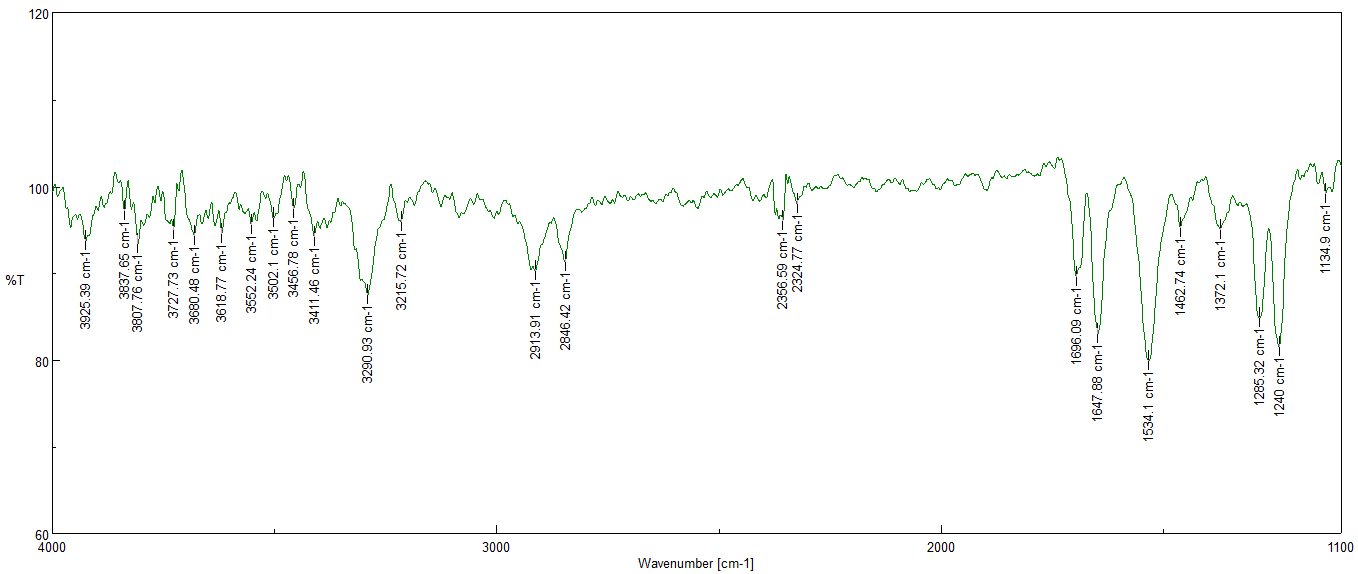 120
100
%T
80
60
3925.39 cm-1
3837.65 cm-1
3807.76 cm-1
3727.73 cm-1
3680.48 cm-1
3618.77 cm-1
3552.24 cm-1
3502.1 cm-1
3456.78 cm-1
3411.46 cm-1
3290.93 cm-1
3215.72 cm-1
2913.91 cm-1
2846.42 cm-1
2356.59 cm-1
2324.77 cm-1
1696.09 cm-1
1647.88 cm-1
1534.1 cm-1
1462.74 cm-1
1372.1 cm-1
1285.32 cm-1
1240 cm-1
1134.9 cm-1
4000
3000
2000
1100
Wavenumber [cm-1]